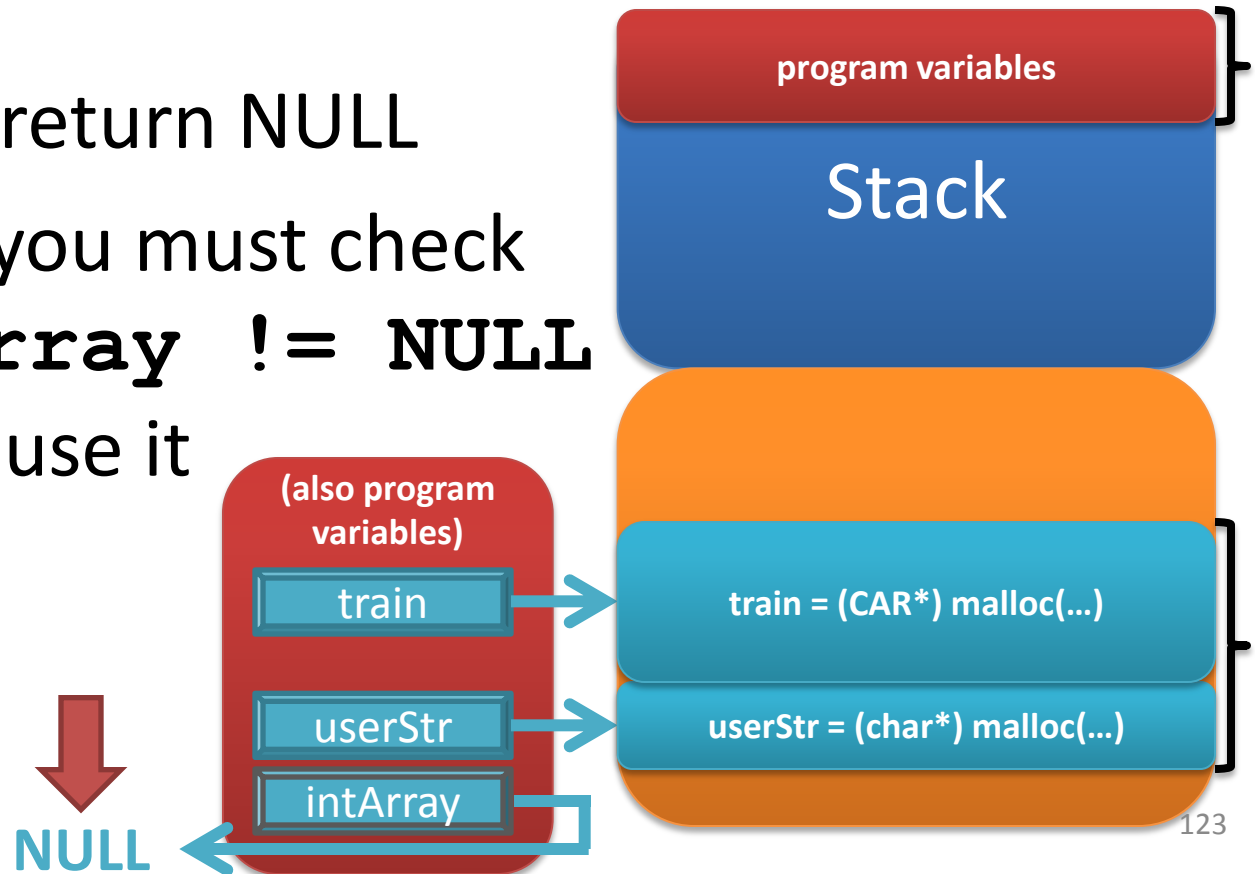 return NULL
you must check
rray != NULL
use it
program variables
Stack
(also program
variables)
train
userStr
intArray
NULL
train = (CAR*) malloc(…)
userStr = (char*) malloc(…)
123